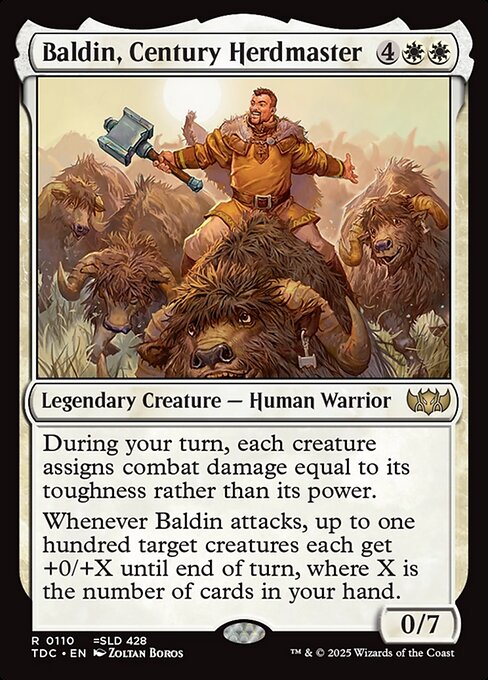 Baldin, Century Herdmaster 4
Legendary Creature — Human Warrior
During your turn, each creature
assigns combat damage equal to its
toughness rather than its power.
Whenever Baldin attacks, up to one
hundred target creatures each get
+0/+X until end of turn, where X is
the number of cards in your hand.
0/7
R 0110 =SLD 428
TDC • EN Zoltan Boros
™ & © 2025 Wizards of the Coast